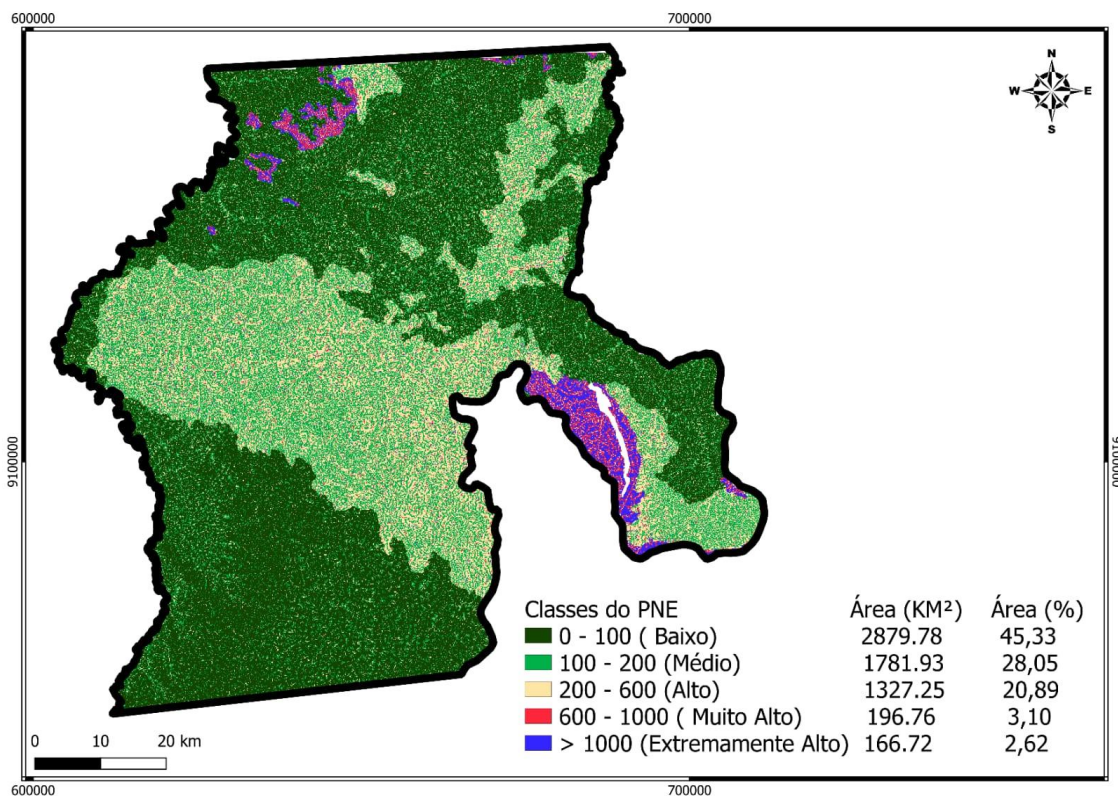 600000 700000
N
W E
S
9100000 9100000
Classes do PNE Área (KM²) Área (%)
0 - 100 ( Baixo) 2879.78 45,33
100 - 200 (Médio) 1781.93 28,05
200 - 600 (Alto) 1327.25 20,89
600 - 1000 ( Muito Alto) 196.76 3,10
> 1000 (Extremamente Alto) 166.72 2,62
0 10 20 km
600000 700000